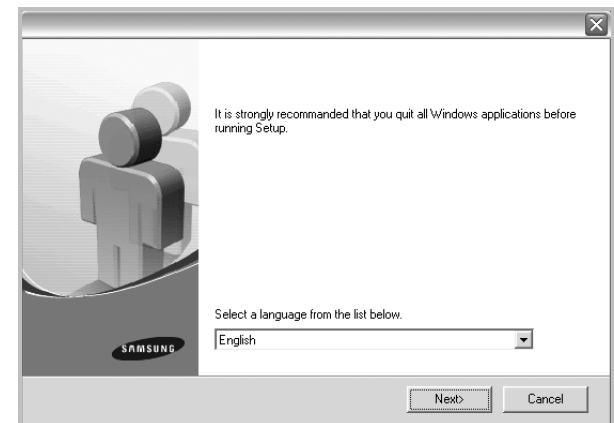 It is strongly recommanded that you quit all Windows applications before
running Setup.
Select a language from the list below.
English
SAMSUNG
Next>
Cancel